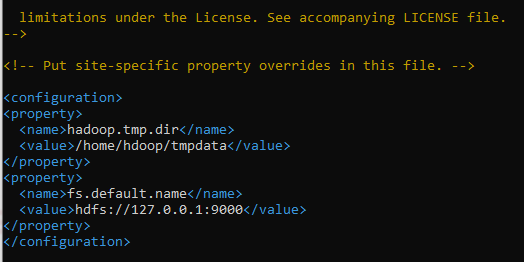 limitations under the License. See accompanying LICENSE file.
-->
<!-- Put site-specific property overrides in this file. -->
<configuration>
<property>
<name>hadoop.tmp.dir</name>
<value>/home/hdoop/tmpdata</value>
</property>
<property>
<name>fs.default.name</name>
<value>hdfs://127.0.0.1:9000</value>
</property>
</configuration>